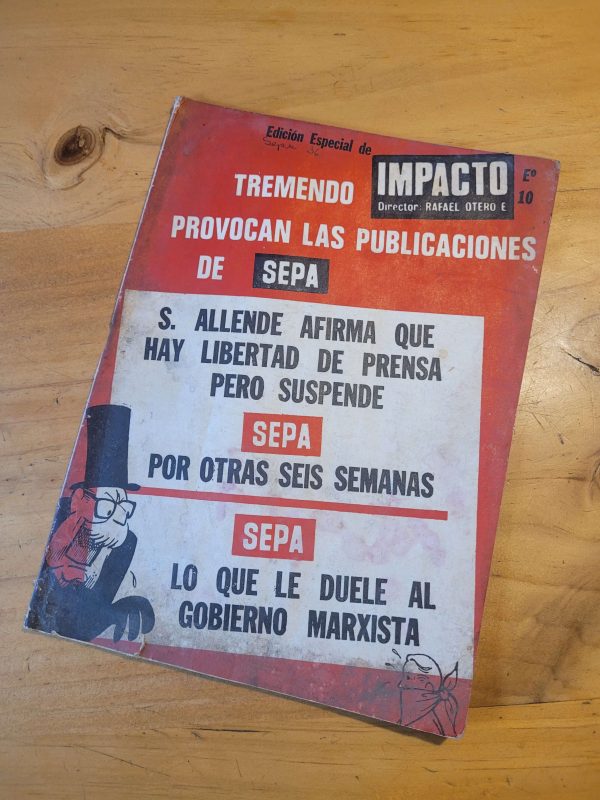 Edición Especial de
TREMENDO IMPACTO Eº
Director: RAFAEL OTERO E 10
PROVOCAN LAS PUBLICACIONES
DE SEPA
S. ALLENDE AFIRMA QUE
HAY LIBERTAD DE PRENSA
PERO SUSPENDE
SEPA
POR OTRAS SEIS SEMANAS
SEPA
LO QUE LE DUELE AL
GOBIERNO MARXISTA